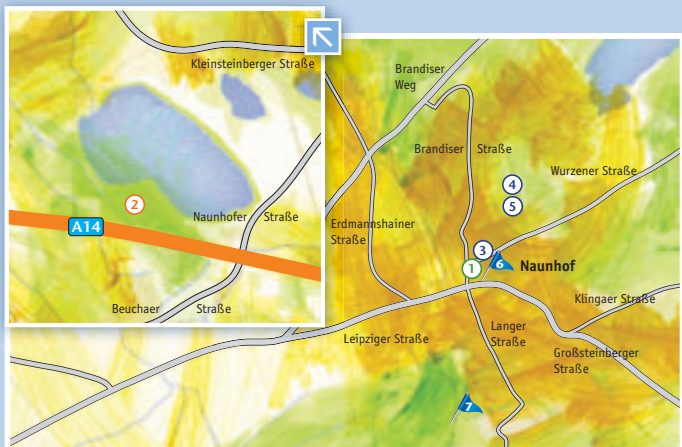 Kleinsteinberger Straße
Brandiser
Weg
Brandiser Straße
Wurzener Straße
4
5
2
Naunhofer Straße
A14
Erdmannshainer
Straße
3
6
Naunhof
1
Beuchaer Straße
Klingaer Straße
Leipziger Straße
Langer
Straße
Großsteinberger
Straße
7